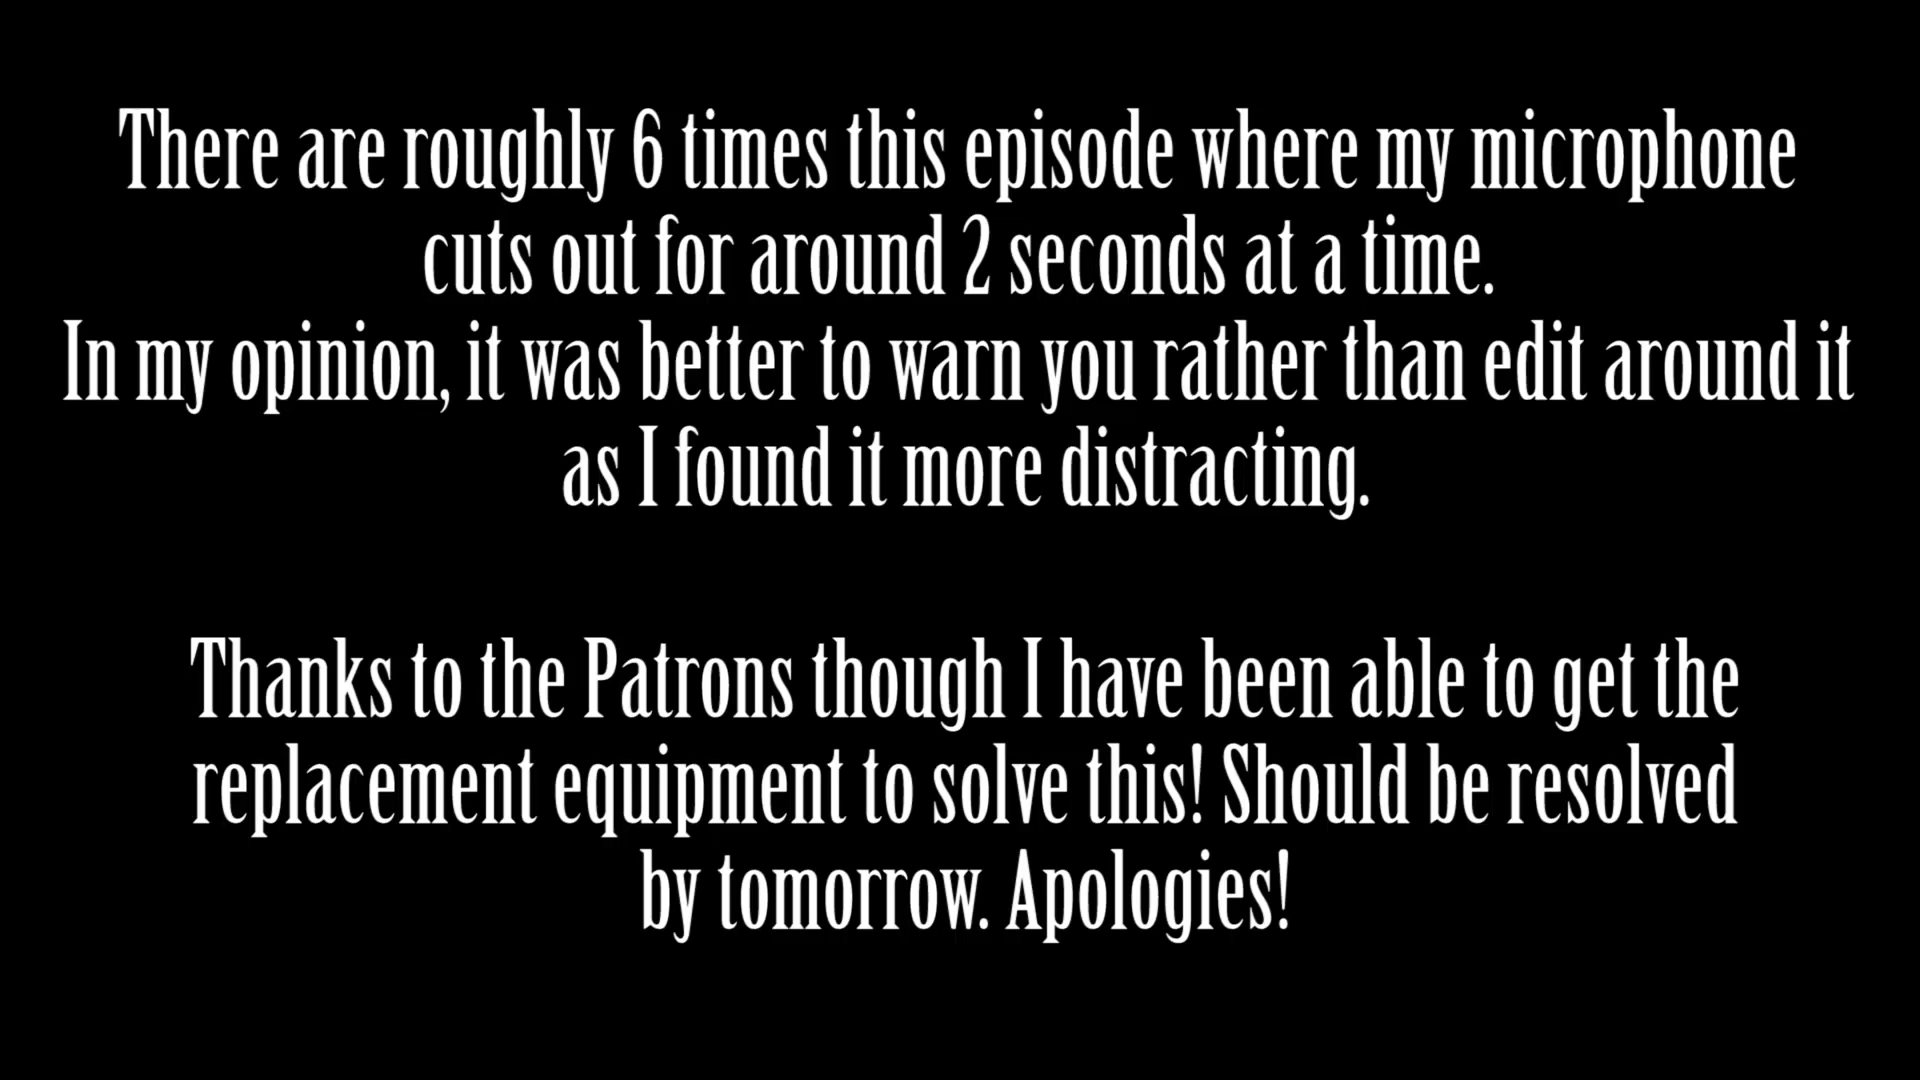 There are roughly 6 times this episode where my microphone
cuts out for around 2 seconds at a time.
In my opinion, it was better to warn you rather than edit around it
as I found it more distracting.
Thanks to the Patrons though I have been able to get the
replacement equipment to solve this! Should be resolved
by tomorrow. Apologies!